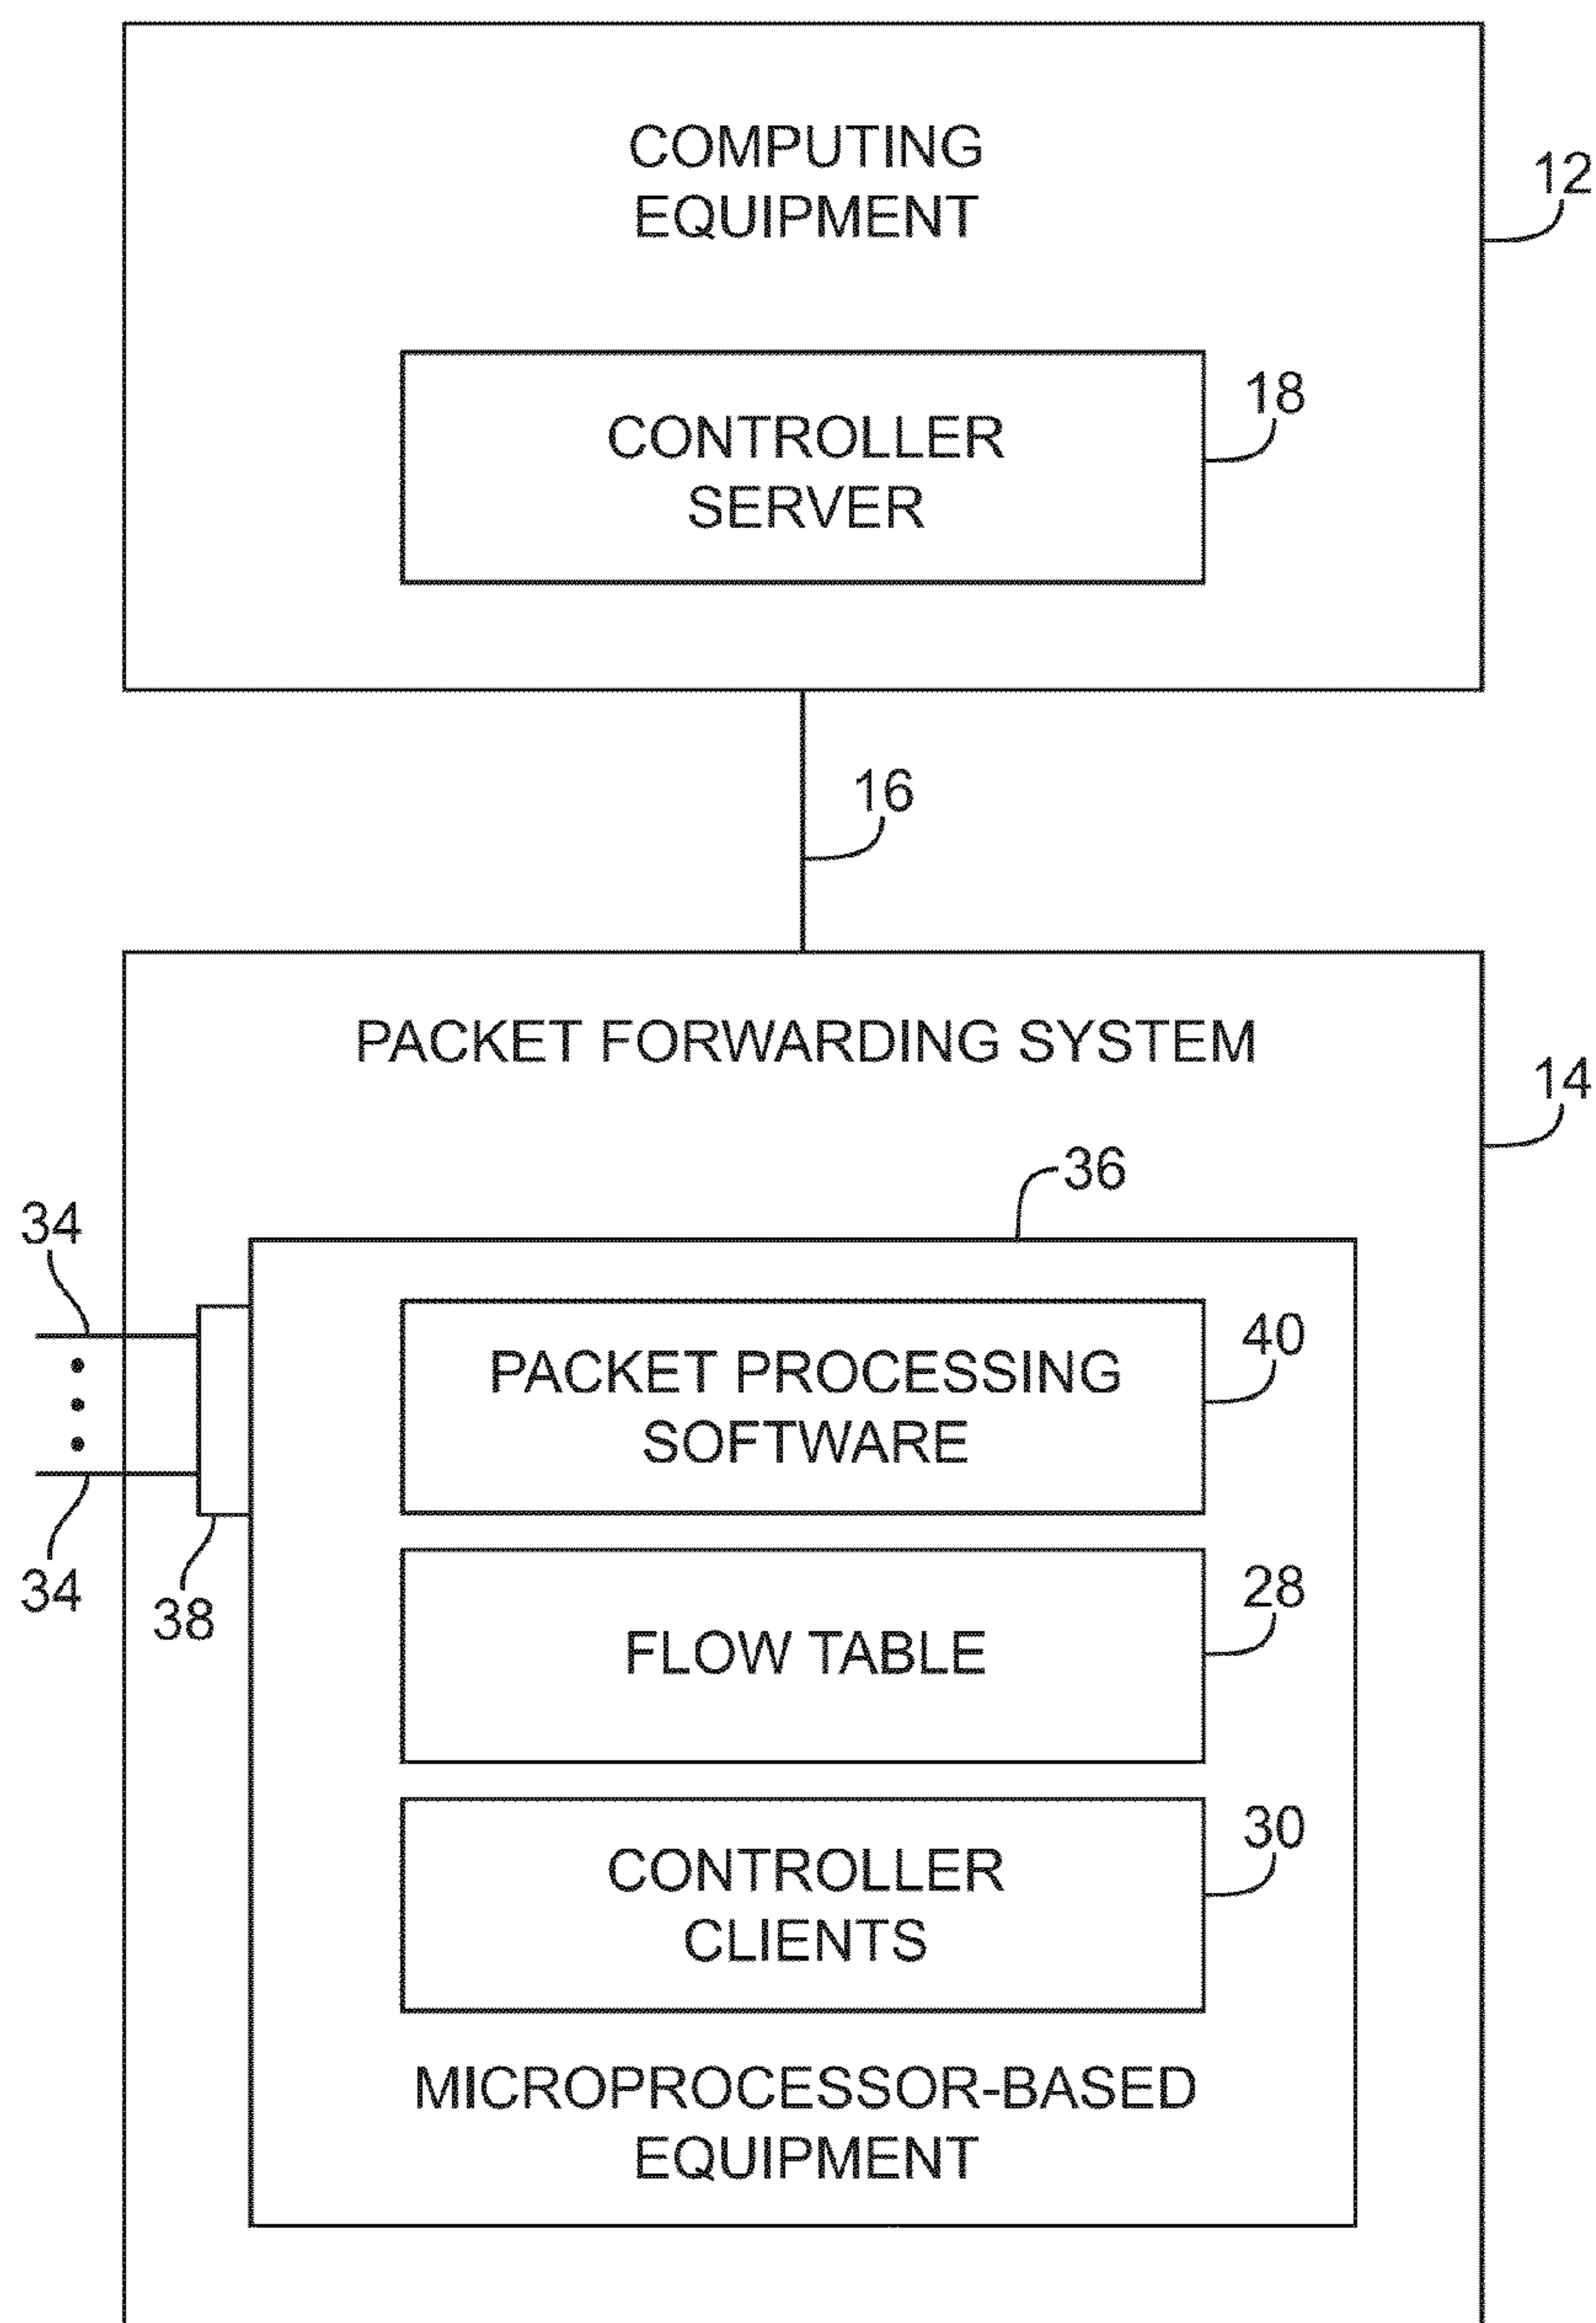 COMPUTING
EQUIPMENT
12
CONTROLLER
SERVER
18
16
PACKET FORWARDING SYSTEM
14
36
34
PACKET PROCESSING
SOFTWARE
40
34
38
FLOW TABLE
28
CONTROLLER
CLIENTS
30
MICROPROCESSOR-BASED
EQUIPMENT